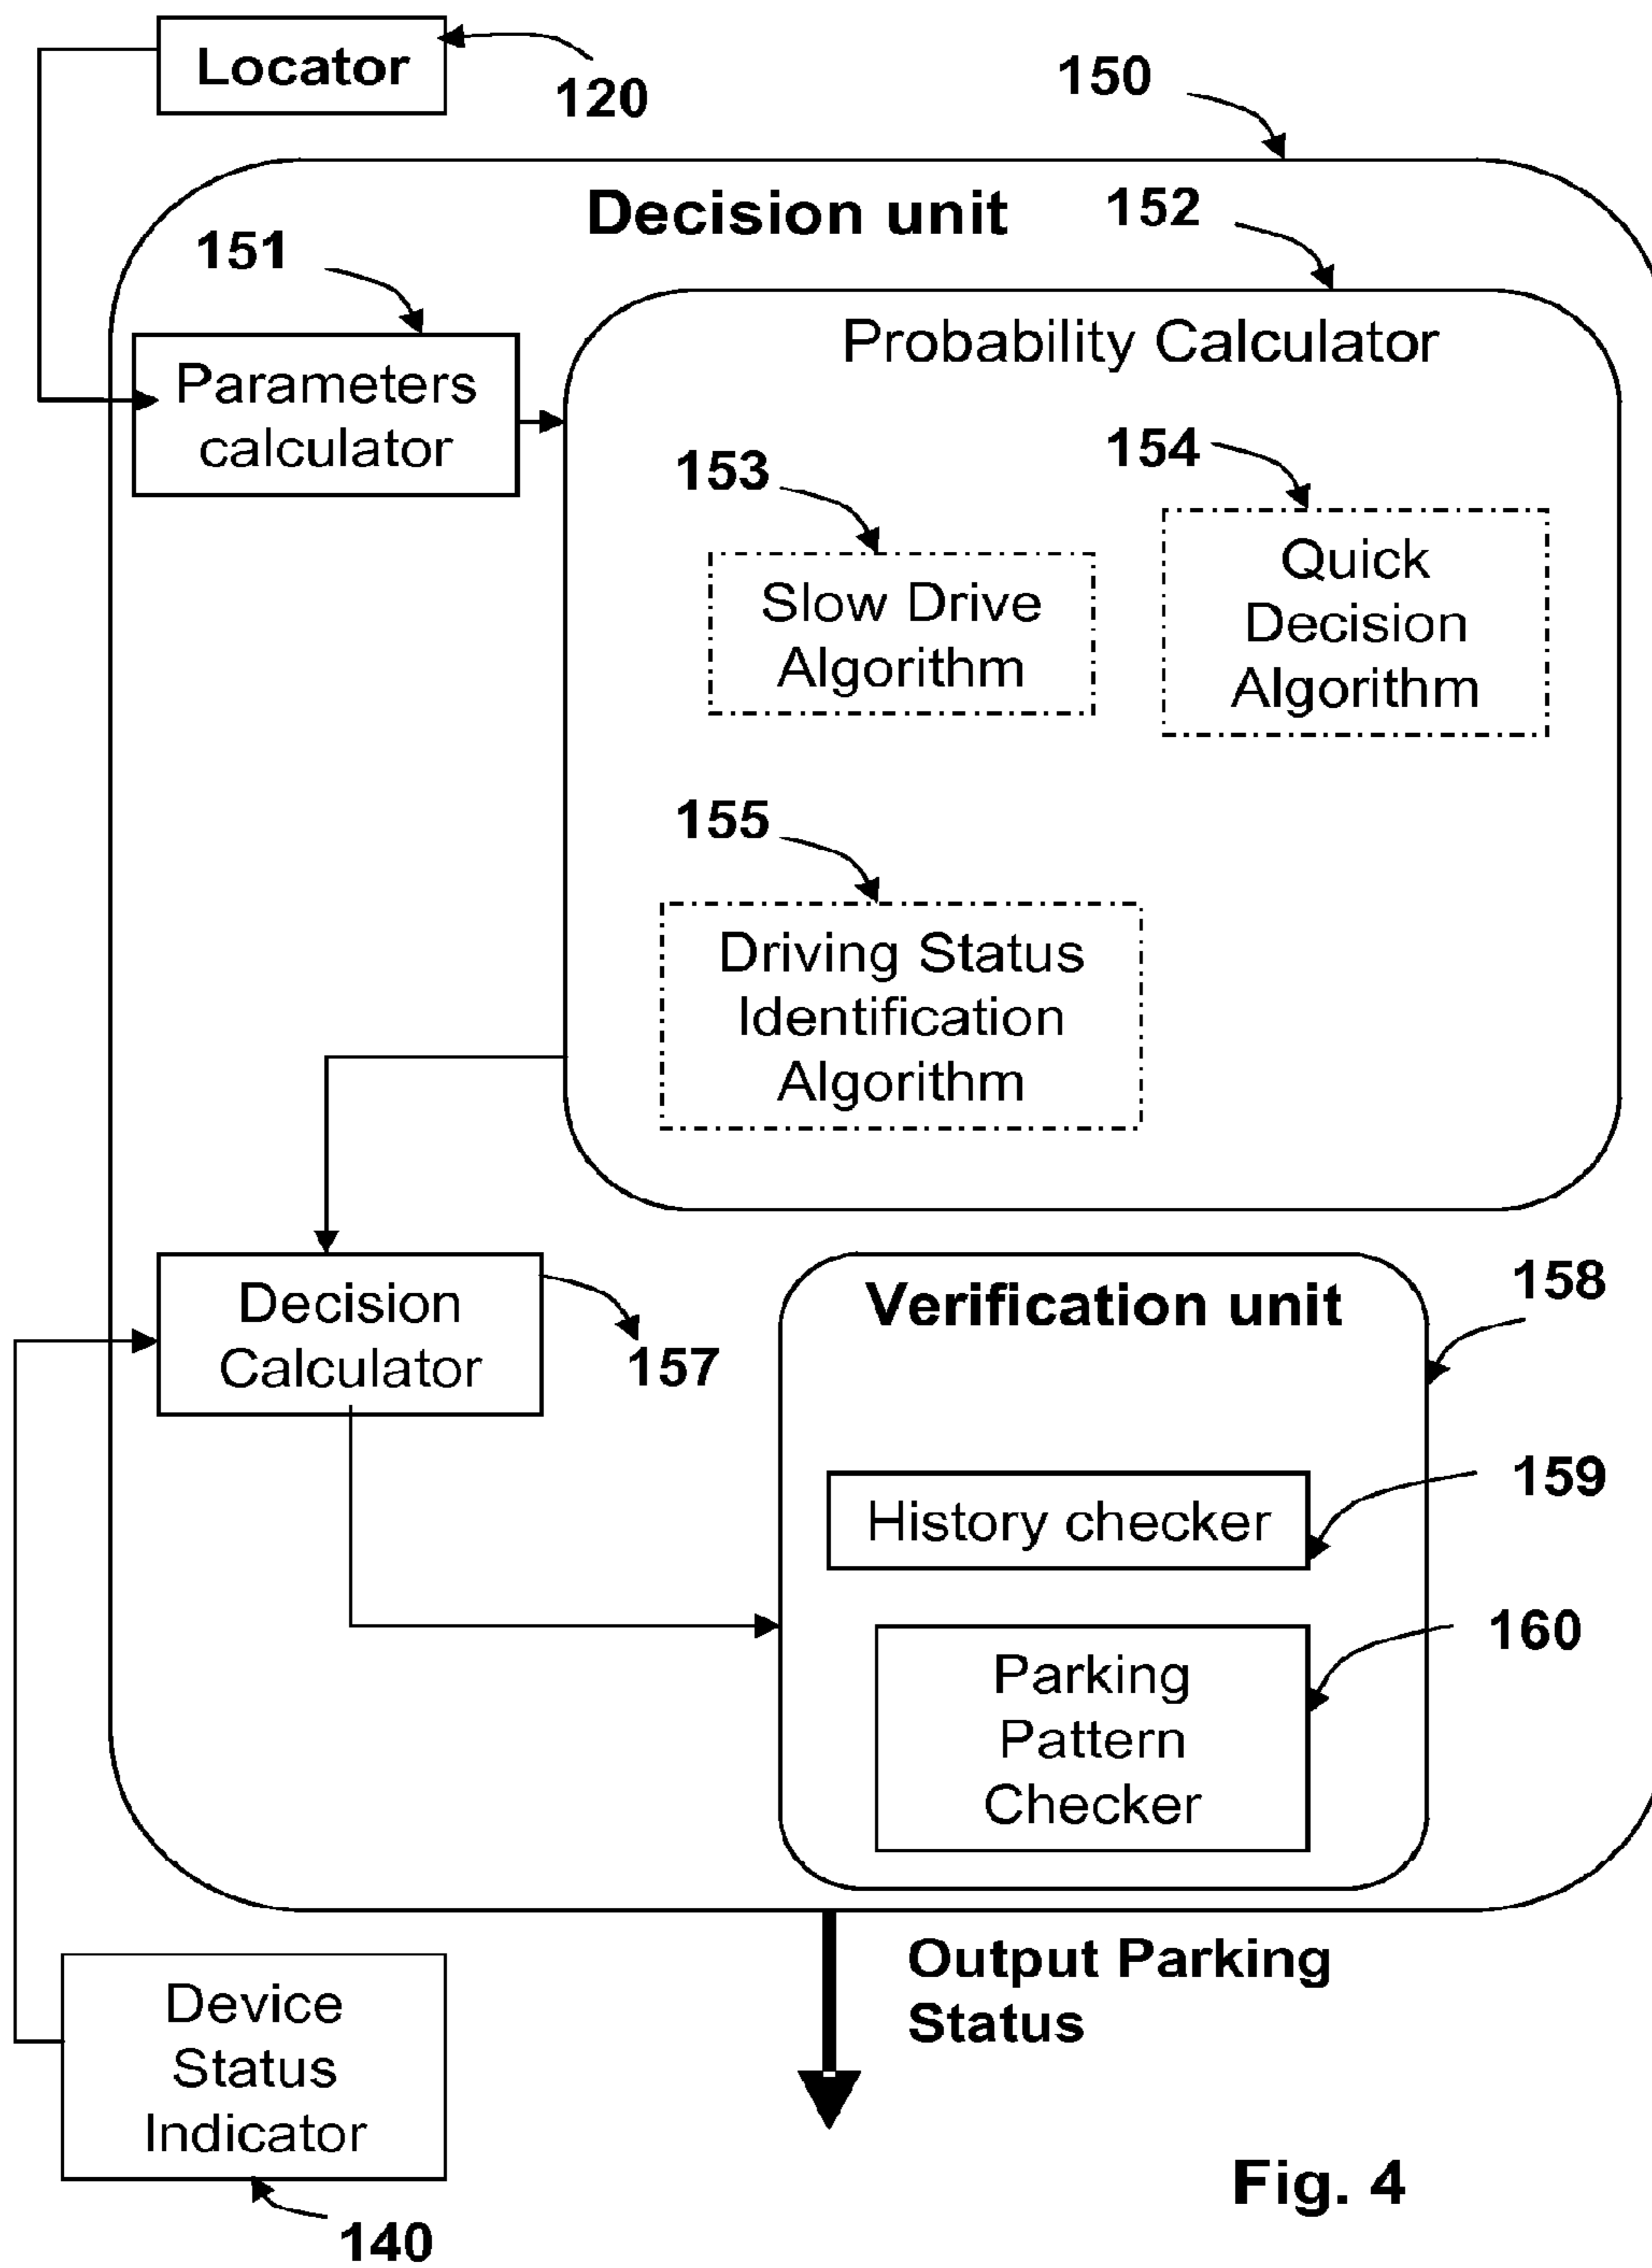 Locator
120
150
Decision unit
152
151
Parameters
calculator
Probability Calculator
153
154
Slow Drive
Algorithm
Quick
Decision
Algorithm
155
Driving Status
Identification
Algorithm
Decision
Calculator
157
Verification unit
158
History checker
159
Parking
Pattern
Checker
160
Output Parking
Status
Device
Status
Indicator
140
Fig. 4